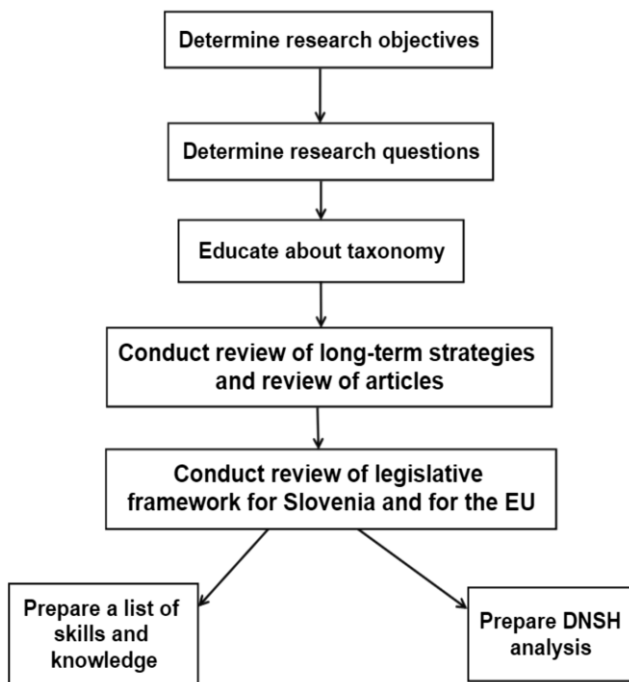 Determine research objectives
Determine research questions
Educate about taxonomy
Conduct review of long-term strategies
and review of articles
Conduct review of legislative
framework for Slovenia and for the EU
Prepare a list of
skills and
knowledge
Prepare DNSH
analysis